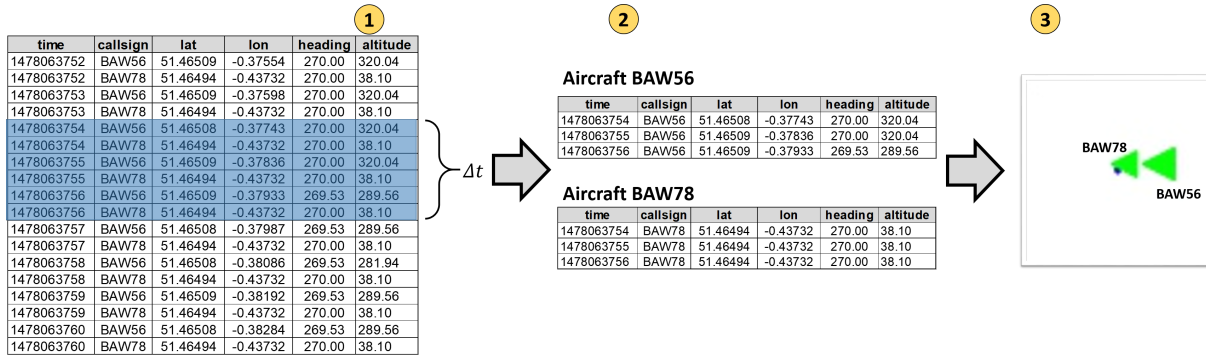 1
time callsign lat lon heading altitude
1478063752 BAW56 51.46509 -0.37554 270.00 320.04
1478063752 BAW78 51.46494 -0.43732 270.00 38.10
1478063753 BAW56 51.46509 -0.37598 270.00 320.04
1478063753 BAW78 51.46494 -0.43732 270.00 38.10
1478063754 BAW56 51.46508 -0.37743 270.00 320.04
1478063754 BAW78 51.46494 -0.43732 270.00 38.10
1478063755 BAW56 51.46509 -0.37836 270.00 320.04
1478063755 BAW78 51.46494 -0.43732 270.00 38.10
1478063756 BAW56 51.46509 -0.37933 269.53 289.56
1478063756 BAW78 51.46494 -0.43732 270.00 38.10
1478063757 BAW56 51.46508 -0.37987 269.53 289.56
1478063757 BAW78 51.46494 -0.43732 270.00 38.10
1478063758 BAW56 51.46508 -0.38086 269.53 281.94
1478063758 BAW78 51.46494 -0.43732 270.00 38.10
1478063759 BAW56 51.46509 -0.38192 269.53 289.56
1478063759 BAW78 51.46494 -0.43732 270.00 38.10
1478063760 BAW56 51.46508 -0.38284 269.53 289.56
1478063760 BAW78 51.46494 -0.43732 270.00 38.10
Δt
2
Aircraft BAW56
time callsign lat lon heading altitude
1478063754 BAW56 51.46508 -0.37743 270.00 320.04
1478063755 BAW56 51.46509 -0.37836 270.00 320.04
1478063756 BAW56 51.46509 -0.37933 269.53 289.56
Aircraft BAW78
time callsign lat lon heading altitude
1478063754 BAW78 51.46494 -0.43732 270.00 38.10
1478063755 BAW78 51.46494 -0.43732 270.00 38.10
1478063756 BAW78 51.46494 -0.43732 270.00 38.10
3
BAW78
BAW56